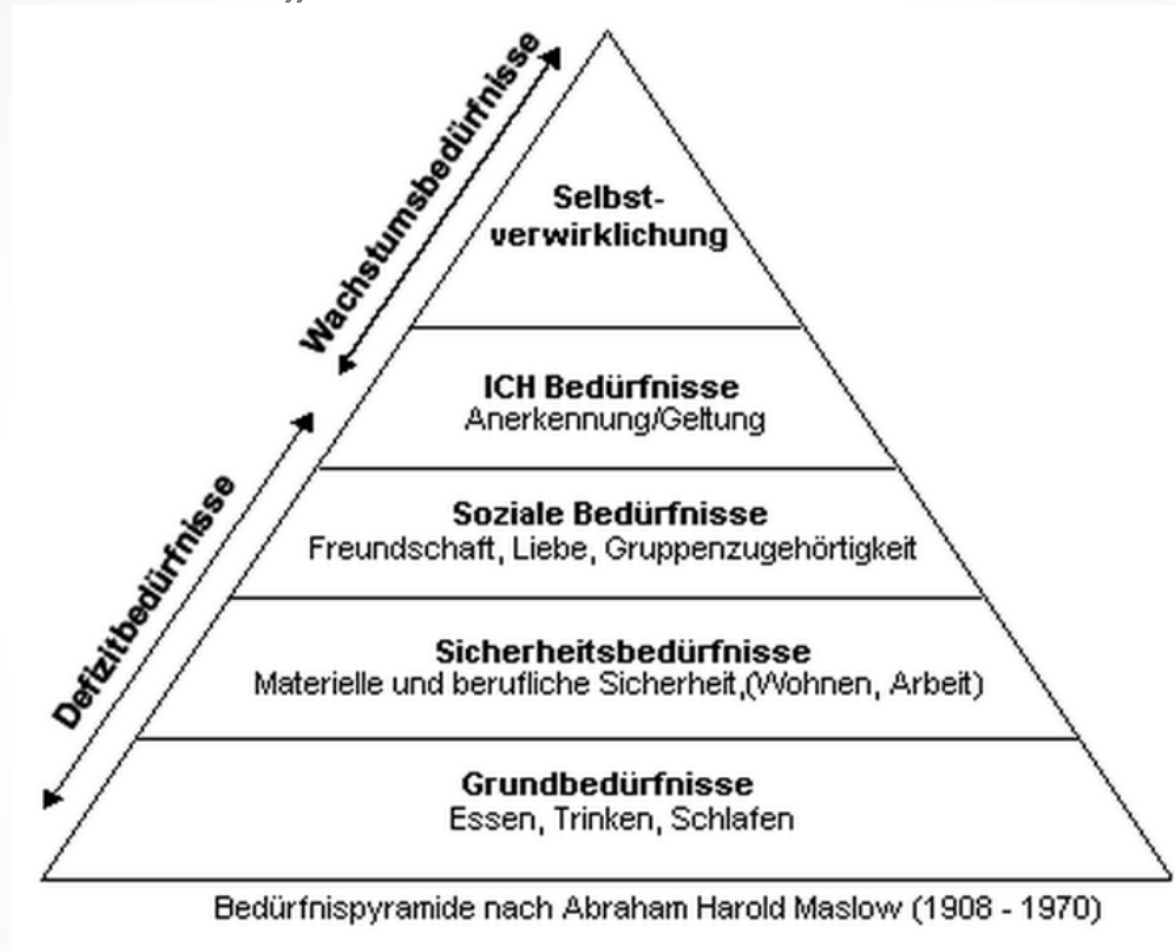 Wachstumsbedürfnisse
Selbst-
verwirklichung
ICH Bedürfnisse
Anerkennung/Geltung
Defizitbedürfnisse
Soziale Bedürfnisse
Freundschaft, Liebe, Gruppenzugehörtigkeit
Sicherheitsbedürfnisse
Materielle und berufliche Sicherheit,(Wohnen, Arbeit)
Grundbedürfnisse
Essen, Trinken, Schlafen
Bedürfnispyramide nach Abraham Harold Maslow (1908 - 1970)